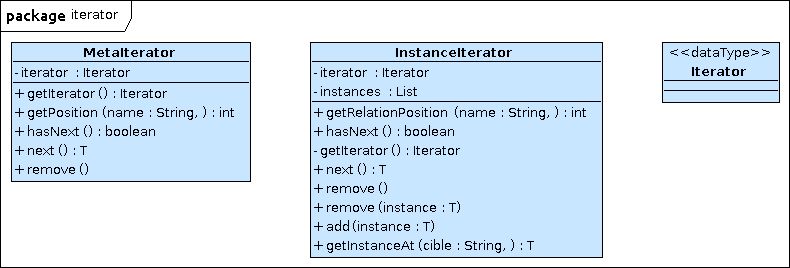 package iterator
MetaIterator
- iterator : Iterator
+ getIterator () : Iterator
+ getPosition (name : String, ) : int
+ hasNext () : boolean
+ next () : T
+ remove ()
InstanceIterator
- iterator : Iterator
- instances : List
+ getRelationPosition (name : String, ) : int
+ hasNext () : boolean
- getIterator () : Iterator
+ next () : T
+ remove ()
+ remove (instance : T)
+ add (instance : T)
+ getInstanceAt (cible : String, ) : T
<<dataType>>
Iterator